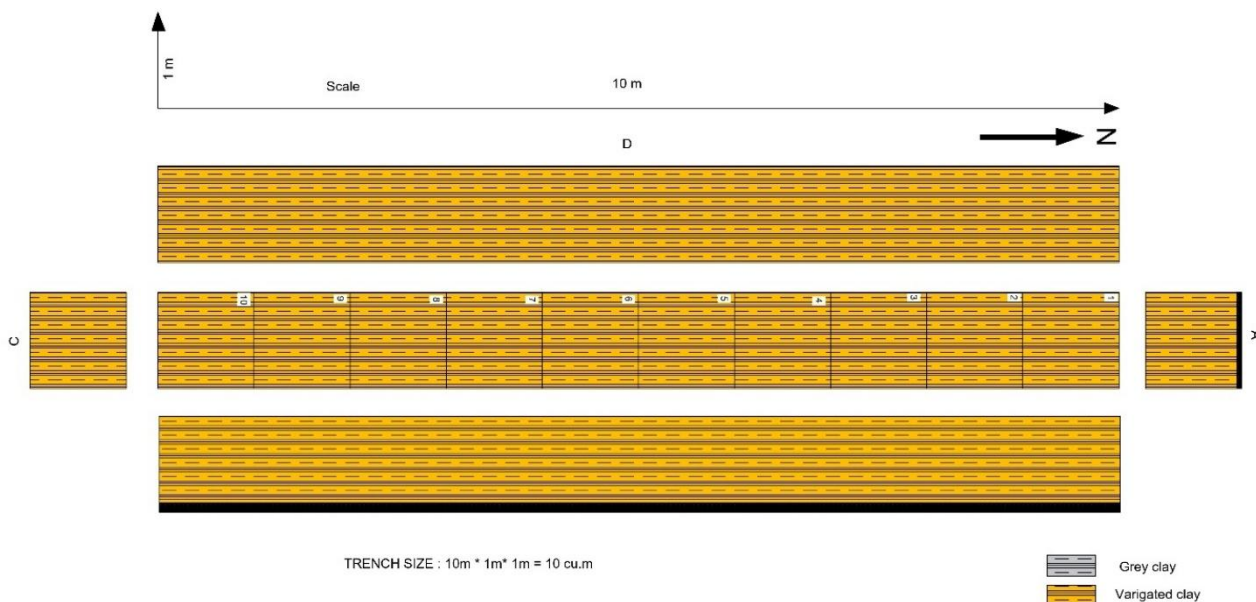 1 m
Scale
10 m
N
D
10
9
8
7
6
5
4
3
2
1
C
A
TRENCH SIZE : 10m * 1m* 1m = 10 cu.m
Grey clay
Varigated clay